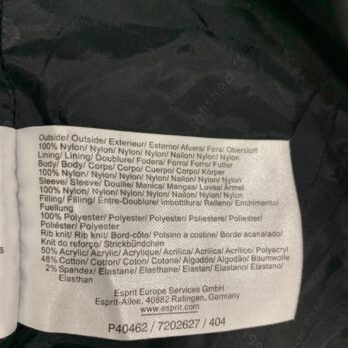 Outside/ Outside/ Exterieur/ Esterno/ Afuera/ Fora/ Oberstoff
100% Nylon/ Nylon/ Nylon/ Nylon/ Nailon/ Nylon/ Nylon
Lining/ Lining/ Doublure/ Fodera/ Forro/ Forro/ Futter
Body/ Body/ Corps/ Corpo/ Cuerpo/ Corpo/ Körper
100% Nylon/ Nylon/ Nylon/ Nylon/ Nailon/ Nylon/ Nylon
Sleeve/ Sleeve/ Douille/ Manica/ Mangas/ Luvas/ Ärmel
100% Nylon/ Nylon/ Nylon/ Nylon/ Nailon/ Nylon/ Nylon
Filling/ Filling/ Entre-Doublure/ Imbottitura/ Relleno/ Enchimento/
Fuellung
100% Polyester/ Polyester/ Polyester/ Poliestere/ Poliester/
Poliéster/ Polyester
Rib knit/ Rib knit/ Bord-côte/ Polsino a costine/ Borde acanalado/
Knit do reforço/ Strickbündchen
50% Acrylic/ Acrylic/ Acrylique/ Acrilica/ Acrílico/ Acrílico/ Polyacryl
48% Cotton/ Cotton/ Coton/ Cotone/ Algodón/ Algodão/ Baumwolle
2% Spandex/ Elastane/ Elasthane/ Elastan/ Elastano/ Elastano/
Elasthan
Esprit Europe Services GmbH
Esprit-Allee, 40882 Ratingen, Germany
www.esprit.com
P40462 / 7202627 / 404